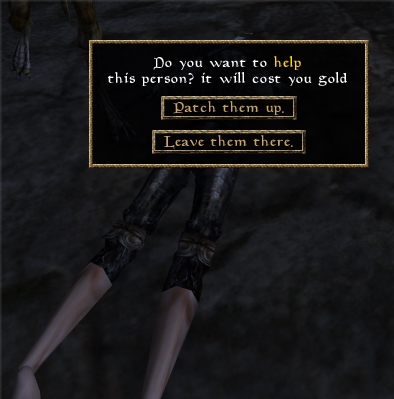 Do you want to help
this person? it will cost you gold
Patch them up.
Leave them there.